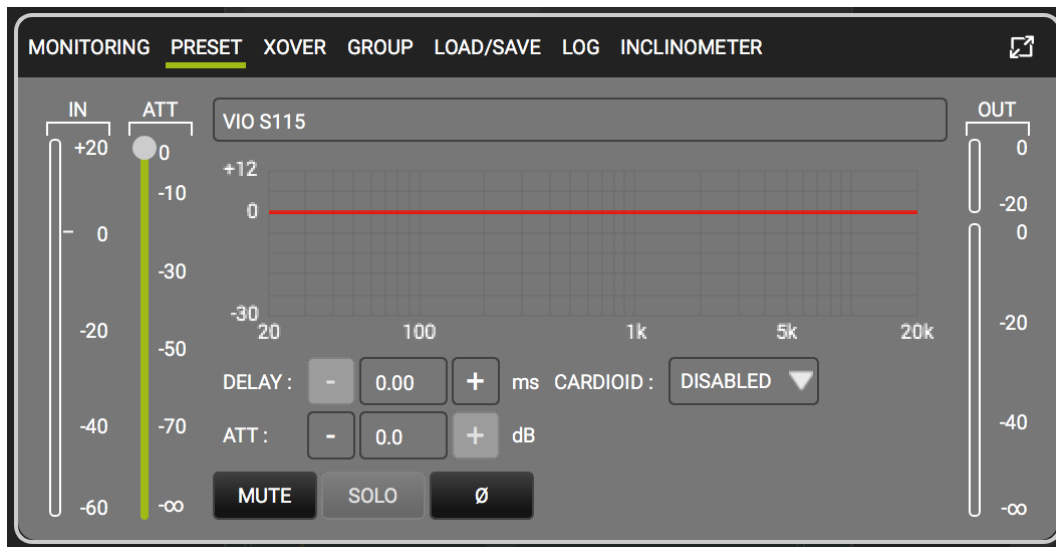 MONITORING PRESET XOVER GROUP LOAD/SAVE LOG INCLINOMETER
IN ATT OUT
VIO S115
+20
0
-20
-40
-60
0
-10
-30
-50
-70
-∞
+12
0
-30
20 100 1k 5k 20k
DELAY : - 0.00 + ms CARDIOID : DISABLED
ATT : - 0.0 + dB
MUTE SOLO Ø
0
-20
0
-20
-40
-∞